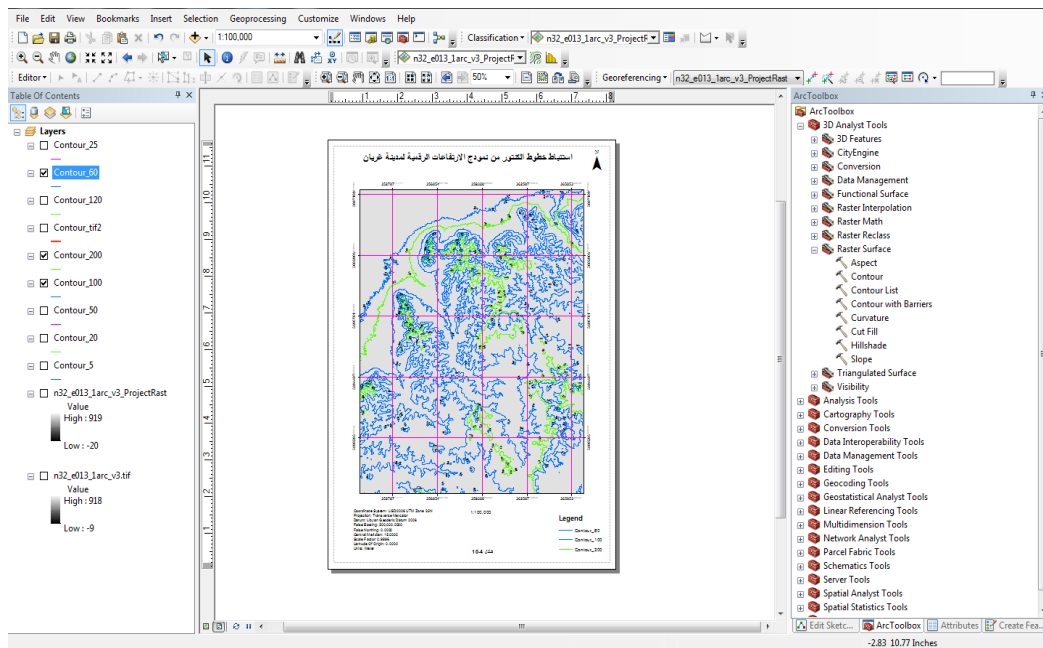 File Edit View Bookmarks Insert Selection Geoprocessing Customize Windows Help
1:100,000
Classification
n32_e013_1arc_v3_ProjectF
n32_e013_1arc_v3_ProjectR
Editor
50%
Georeferencing
n32_e013_1arc_v3_ProjectRast
Table Of Contents
Layers
Contour_25
Contour_60
Contour_120
Contour_tif2
Contour_200
Contour_100
Contour_50
Contour_20
Contour_5
n32_e013_1arc_v3_ProjectRast
Value
High : 919
Low : -20
n32_e013_1arc_v3.tif
Value
High : 918
Low : -9
استنباط خطوط الكنتور من نموذج الارتفاعات الرقمية لمدينة غريان
N
1:100,000
Legend
Contour_60
Contour_100
Contour_200
ArcToolbox
ArcToolbox
3D Analyst Tools
3D Features
CityEngine
Conversion
Data Management
Functional Surface
Raster Interpolation
Raster Math
Raster Reclass
Raster Surface
Aspect
Contour
Contour List
Contour with Barriers
Curvature
Cut Fill
Hillshade
Slope
Triangulated Surface
Visibility
Analysis Tools
Cartography Tools
Conversion Tools
Data Interoperability Tools
Data Management Tools
Editing Tools
Geocoding Tools
Geostatistical Analyst Tools
Linear Referencing Tools
Multidimension Tools
Network Analyst Tools
Parcel Fabric Tools
Schematics Tools
Server Tools
Spatial Analyst Tools
Spatial Statistics Tools
Edit Sketc... ArcToolbox Attributes Create Fea...
-2.83 10.77 Inches